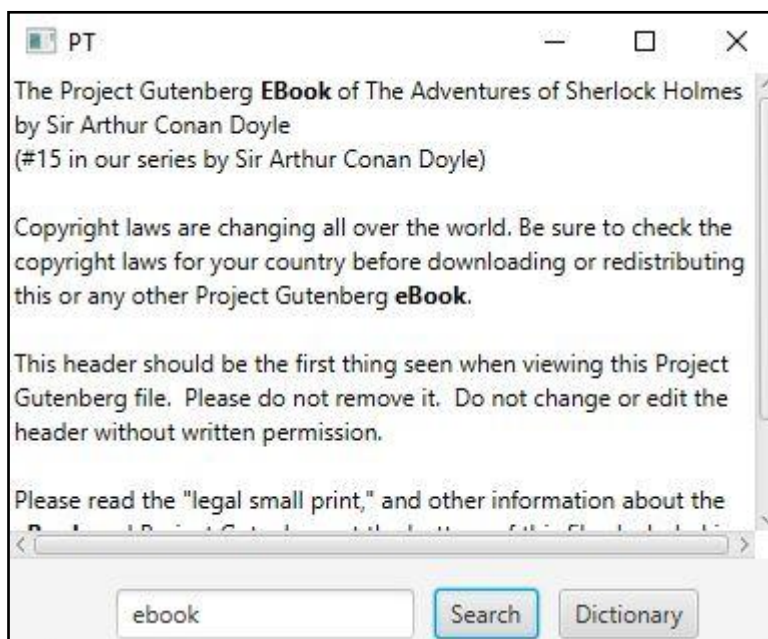 PT
The Project Gutenberg EBook of The Adventures of Sherlock Holmes
by Sir Arthur Conan Doyle
(#15 in our series by Sir Arthur Conan Doyle)
Copyright laws are changing all over the world. Be sure to check the
copyright laws for your country before downloading or redistributing
this or any other Project Gutenberg eBook.
This header should be the first thing seen when viewing this Project
Gutenberg file.  Please do not remove it.  Do not change or edit the
header without written permission.
Please read the "legal small print," and other information about the
ebook Search Dictionary